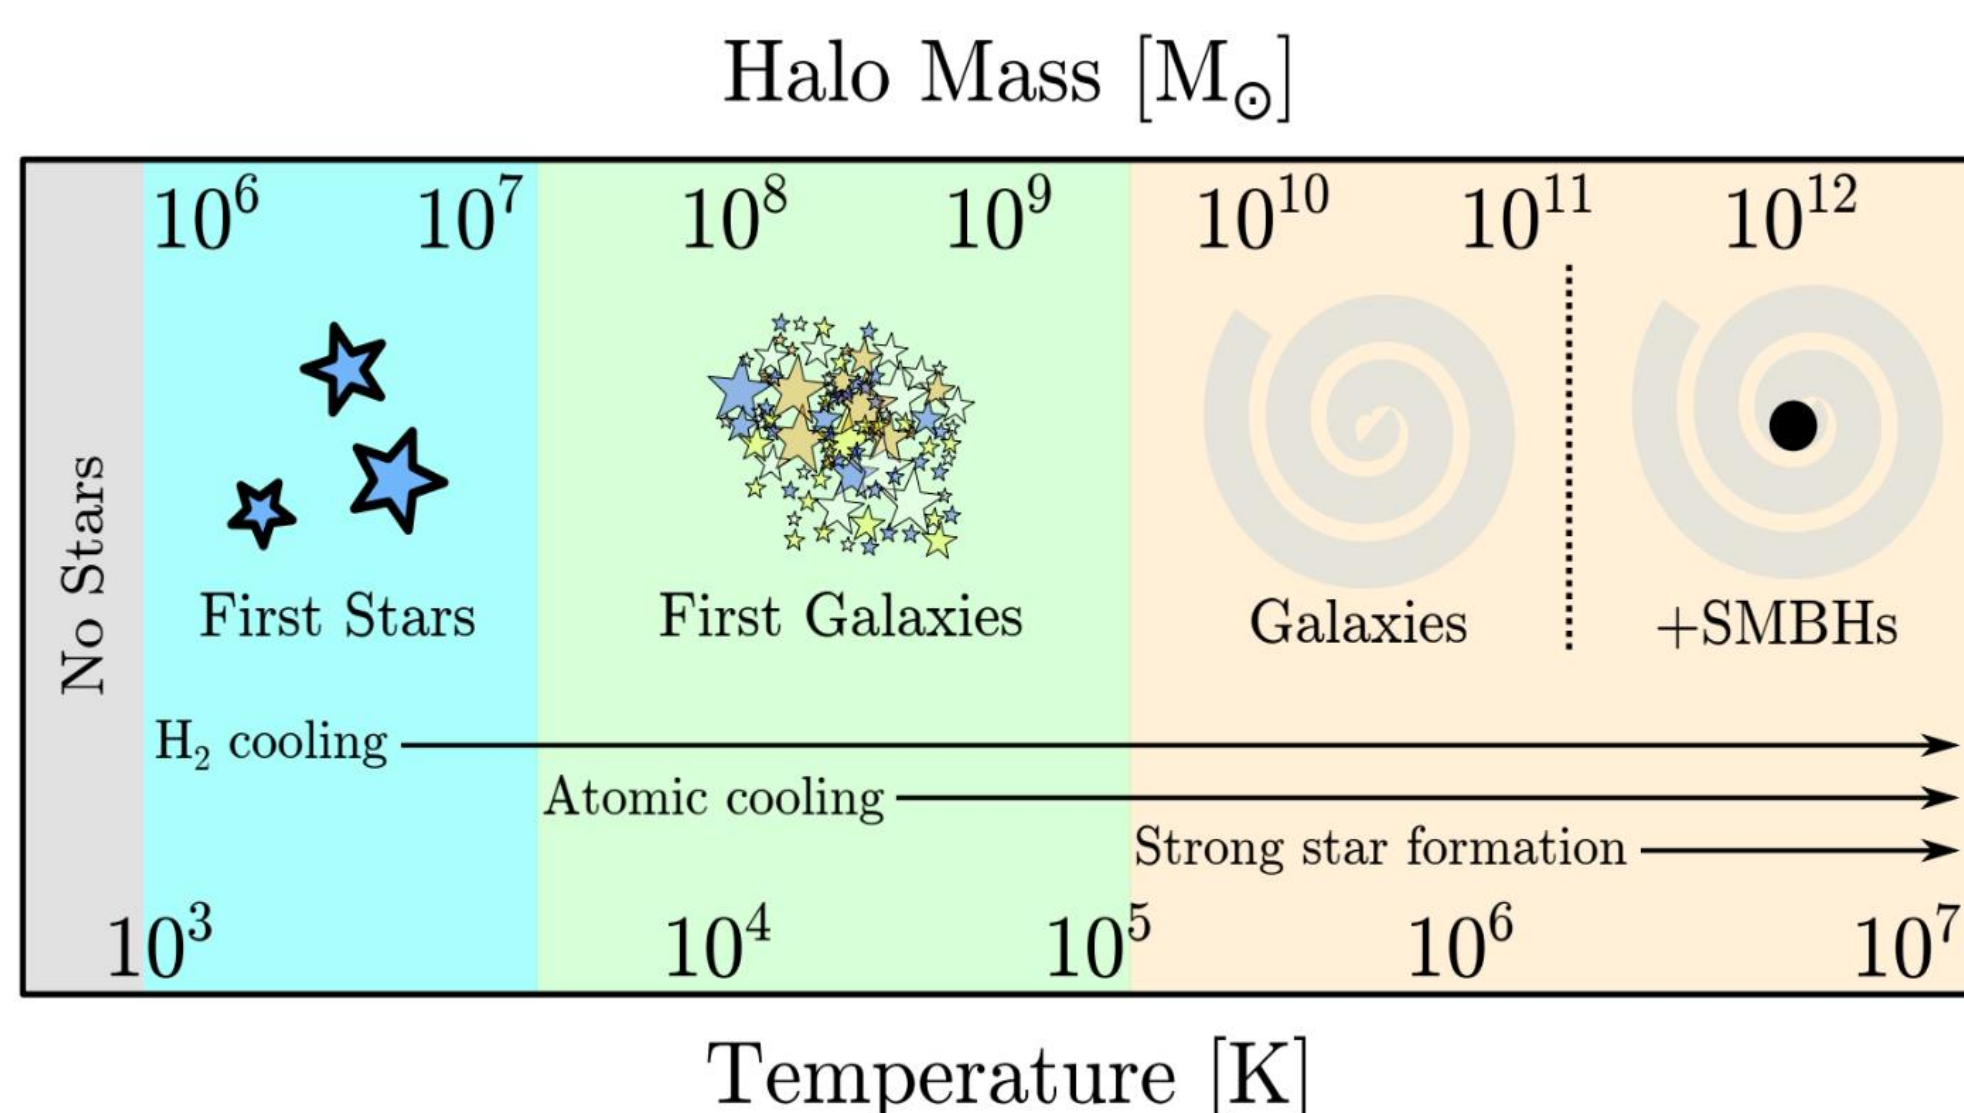 Halo Mass [M☉]
10⁶ 10⁷ 10⁸ 10⁹ 10¹⁰ 10¹¹ 10¹²
No Stars
First Stars First Galaxies Galaxies +SMBHs
H₂ cooling
Atomic cooling
Strong star formation
10³ 10⁴ 10⁵ 10⁶ 10⁷
Temperature [K]